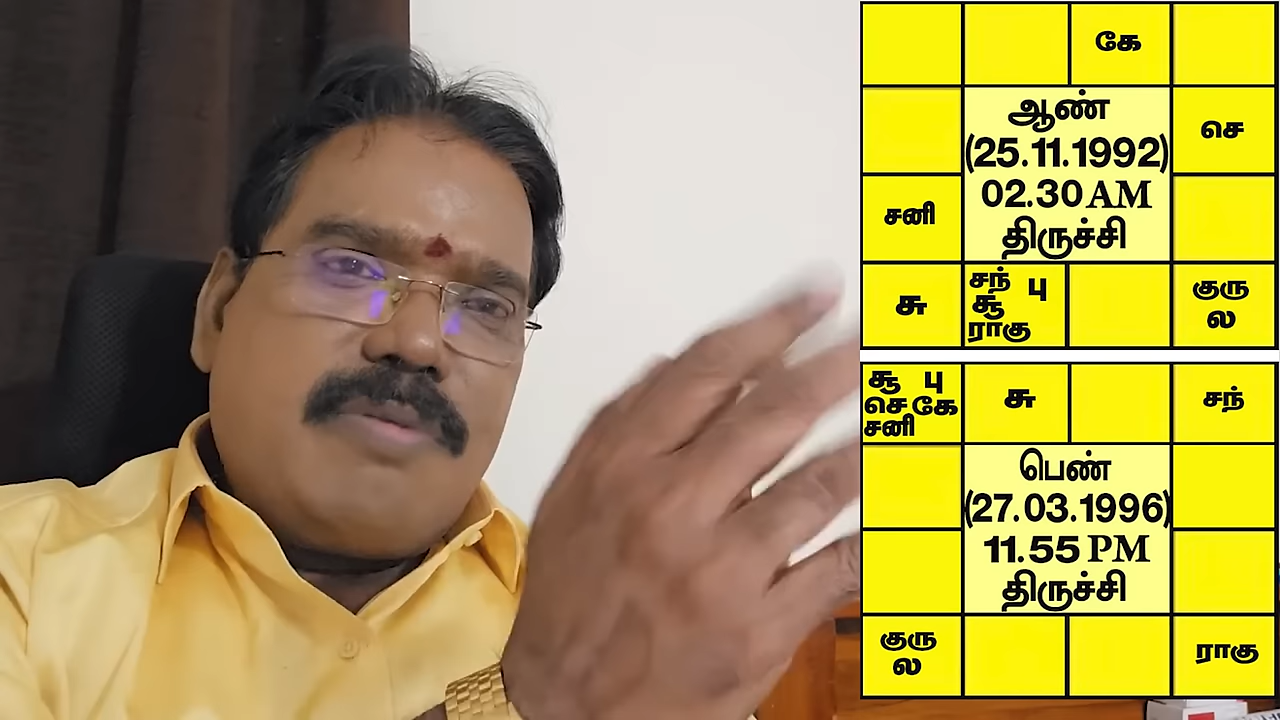 கே
ஆண்
(25.11.1992)
செ
02.30 AM
சனி
திருச்சி
சு
சந் பு
சூ
ராகு
குரு
ல
சூ பு
செ கே
சனி
சு
சந்
பெண்
(27.03.1996)
11.55 PM
திருச்சி
குரு
ல
ராகு